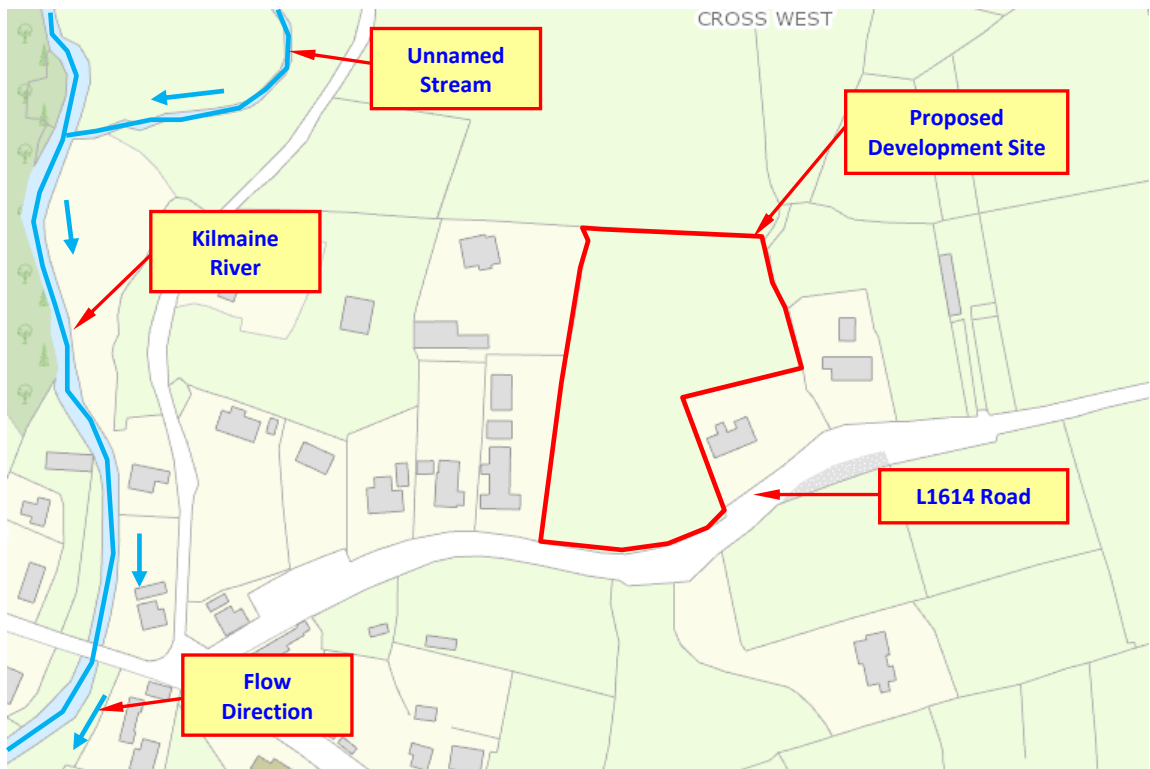 CROSS WEST
Unnamed
Stream
Proposed
Development Site
Kilmaine
River
L1614 Road
Flow
Direction